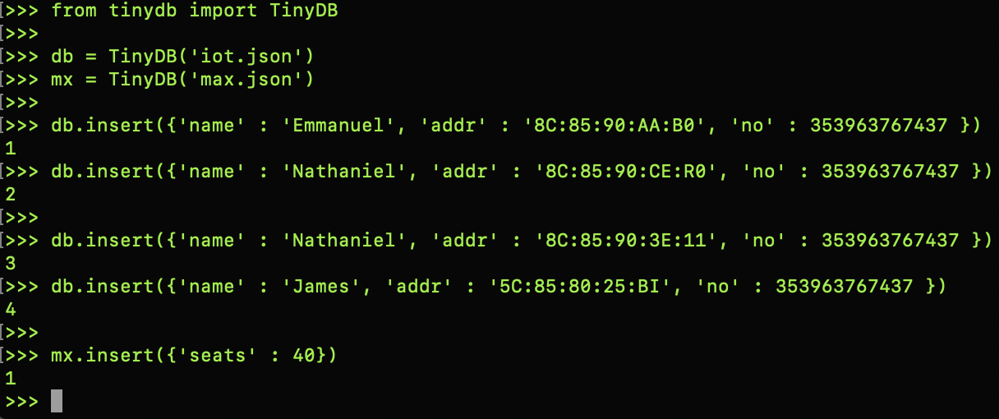 >>> from tinydb import TinyDB
>>>
>>> db = TinyDB('iot.json')
>>> mx = TinyDB('max.json')
>>>
>>> db.insert({'name' : 'Emmanuel', 'addr' : '8C:85:90:AA:B0', 'no' : 353963767437 })
1
>>> db.insert({'name' : 'Nathaniel', 'addr' : '8C:85:90:CE:R0', 'no' : 353963767437 })
2
>>>
>>> db.insert({'name' : 'Nathaniel', 'addr' : '8C:85:90:3E:11', 'no' : 353963767437 })
3
>>> db.insert({'name' : 'James', 'addr' : '5C:85:80:25:BI', 'no' : 353963767437 })
4
>>>
>>> mx.insert({'seats' : 40})
1
>>>